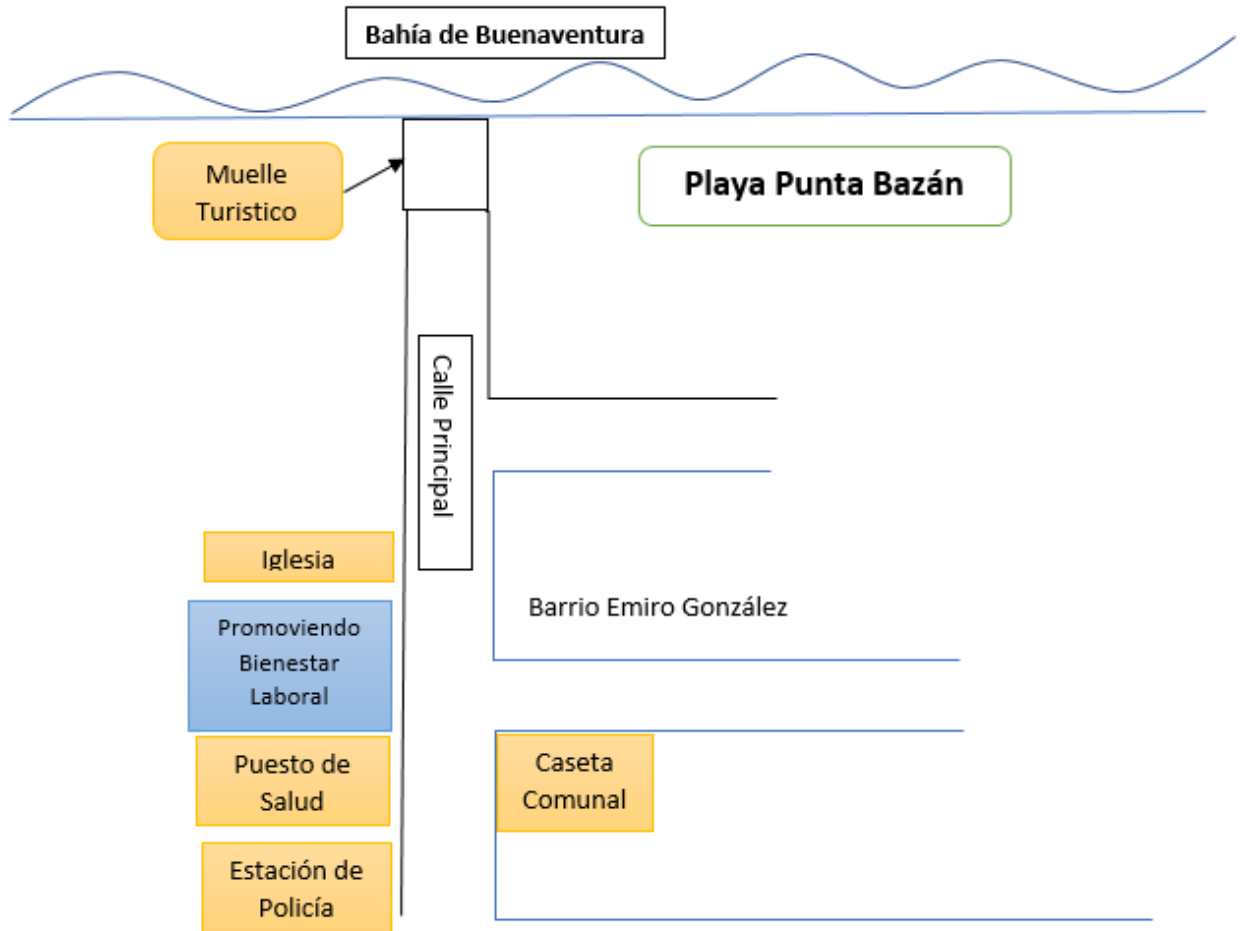 Bahía de Buenaventura
Muelle
Turistico
Playa Punta Bazán
Calle Principal
Iglesia
Promoviendo
Bienestar
Laboral
Barrio Emiro González
Puesto de
Salud
Caseta
Comunal
Estación de
Policía